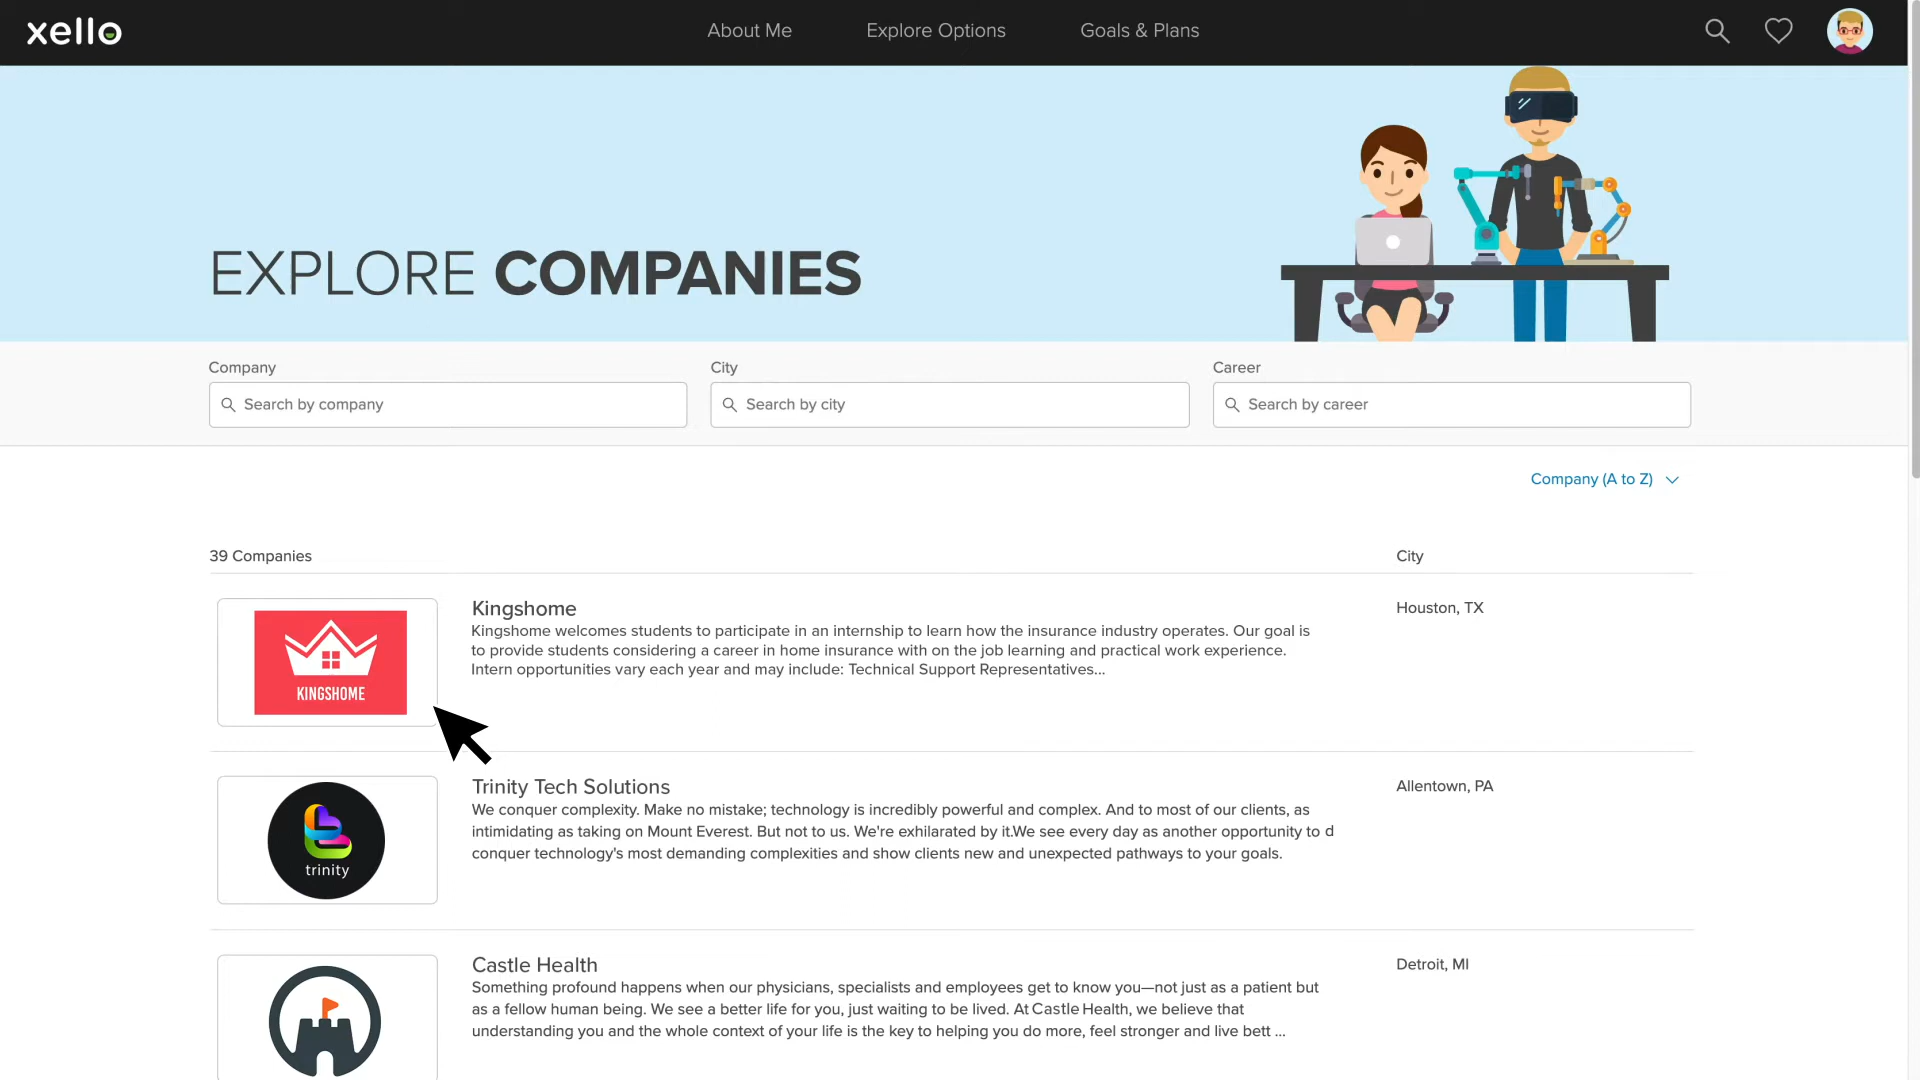 xello
About Me
Explore Options
Goals & Plans
EXPLORE COMPANIES
Company
City
Career
Search by company
Search by city
Search by career
Company (A to Z)
39 Companies
City
KINGSHOME
Kingshome
Houston, TX
Kingshome welcomes students to participate in an internship to learn how the insurance industry operates. Our goal is
to provide students considering a career in home insurance with on the job learning and practical work experience.
Intern opportunities vary each year and may include: Technical Support Representatives...
trinity
Trinity Tech Solutions
Allentown, PA
We conquer complexity. Make no mistake; technology is incredibly powerful and complex. And to most of our clients, as
intimidating as taking on Mount Everest. But not to us. We're exhilarated by it.We see every day as another opportunity to d
conquer technology's most demanding complexities and show clients new and unexpected pathways to your goals.
Castle Health
Detroit, MI
Something profound happens when our physicians, specialists and employees get to know you—not just as a patient but
as a fellow human being. We see a better life for you, just waiting to be lived. At Castle Health, we believe that
understanding you and the whole context of your life is the key to helping you do more, feel stronger and live bett ...